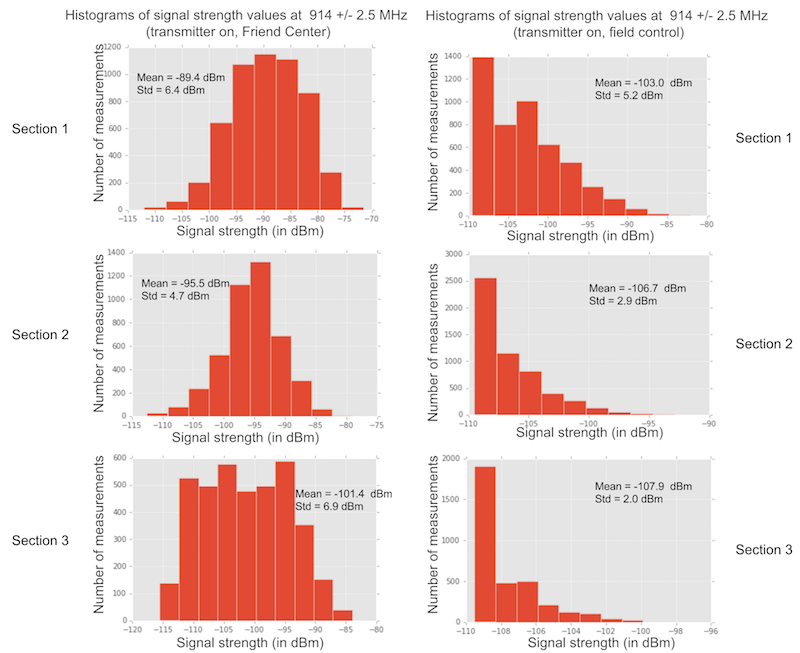 Histograms of signal strength values at 914 +/- 2.5 MHz
(transmitter on, Friend Center)
Histograms of signal strength values at 914 +/- 2.5 MHz
(transmitter on, field control)
Section 1
Number of measurements
1200
1000
800
600
400
200
0
Mean = -89.4 dBm
Std = 6.4 dBm
−115 −110 −105 −100 −95 −90 −85 −80 −75 −70
Signal strength (in dBm)
Number of measurements
1400
1200
1000
800
600
400
200
0
Mean = -103.0 dBm
Std = 5.2 dBm
−110 −105 −100 −95 −90 −85 −80
Signal strength (in dBm)
Section 1
Section 2
Number of measurements
1400
1200
1000
800
600
400
200
0
Mean = -95.5 dBm
Std = 4.7 dBm
−115 −110 −105 −100 −95 −90 −85 −80 −75
Signal strength (in dBm)
Number of measurements
3000
2500
2000
1500
1000
500
0
Mean = -106.7 dBm
Std = 2.9 dBm
−110 −105 −100 −95 −90
Signal strength (in dBm)
Section 2
Section 3
Number of measurements
600
500
400
300
200
100
0
Mean = -101.4 dBm
Std = 6.9 dBm
−120 −115 −110 −105 −100 −95 −90 −85 −80
Signal strength (in dBm)
Number of measurements
2000
1500
1000
500
0
Mean = -107.9 dBm
Std = 2.0 dBm
−110 −108 −106 −104 −102 −100 −98 −96
Signal strength (in dBm)
Section 3